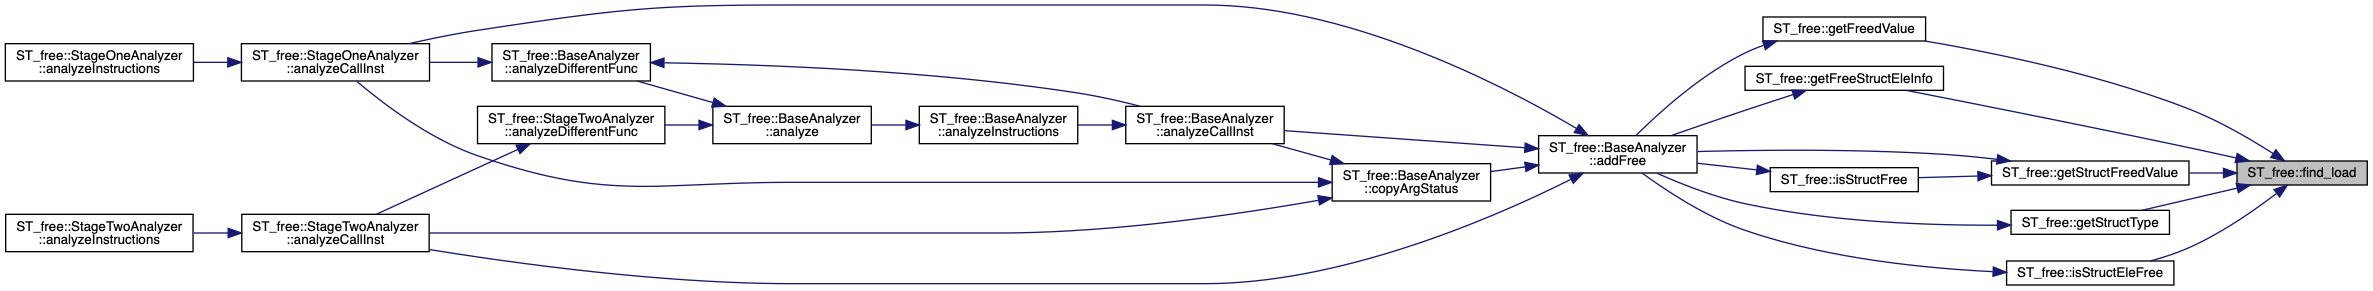 ST_free::StageOneAnalyzer
::analyzeInstructions
ST_free::StageOneAnalyzer
::analyzeCallInst
ST_free::BaseAnalyzer
::analyzeDifferentFunc
ST_free::StageTwoAnalyzer
::analyzeDifferentFunc
ST_free::BaseAnalyzer
::analyze
ST_free::BaseAnalyzer
::analyzeInstructions
ST_free::BaseAnalyzer
::analyzeCallInst
ST_free::BaseAnalyzer
::copyArgStatus
ST_free::BaseAnalyzer
::addFree
ST_free::getFreedValue
ST_free::getFreeStructEleInfo
ST_free::isStructFree
ST_free::getStructFreedValue
ST_free::getStructType
ST_free::isStructEleFree
ST_free::find_load
ST_free::StageTwoAnalyzer
::analyzeInstructions
ST_free::StageTwoAnalyzer
::analyzeCallInst